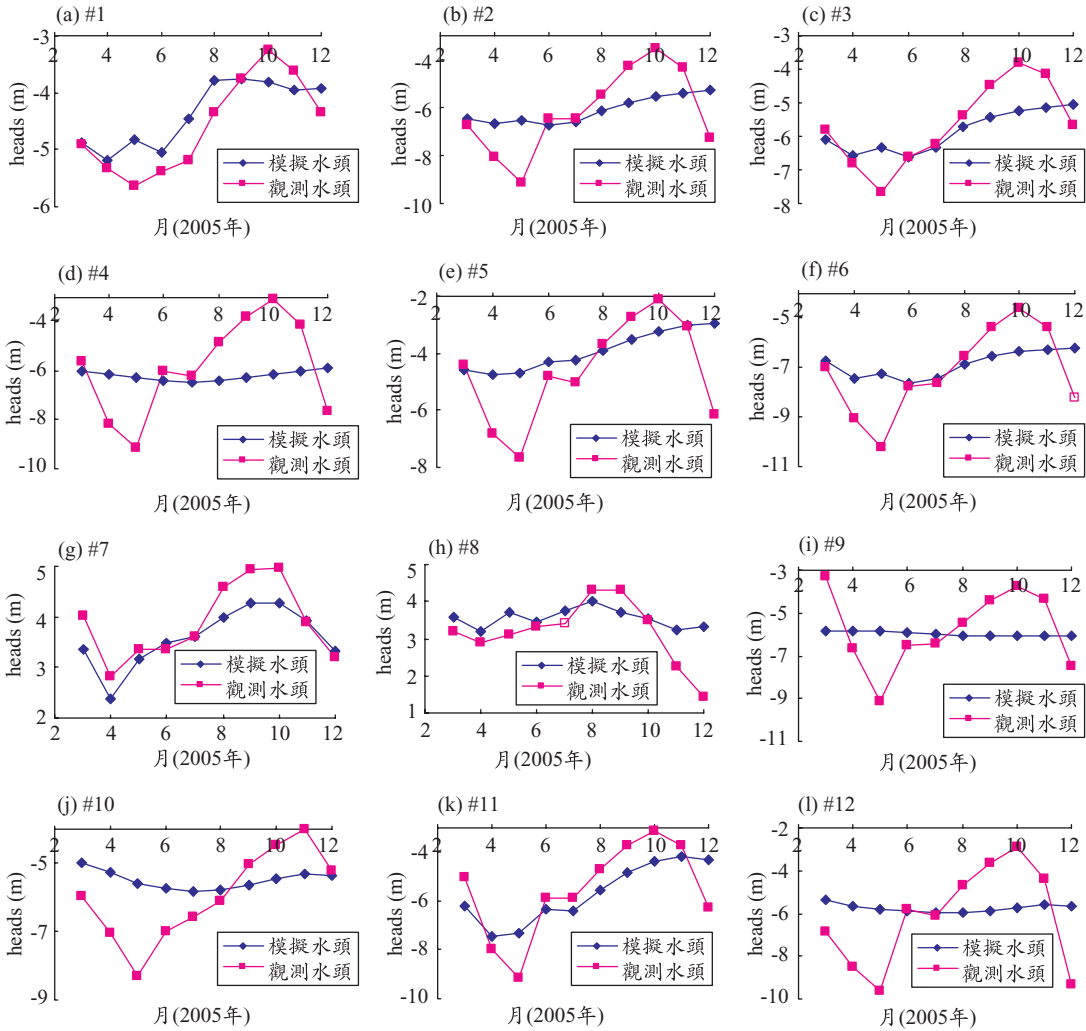 (a) #1
-3
2 4 6 8 10 12
-4
-5
-6
heads (m)
模擬水頭
觀測水頭
月(2005年)
(b) #2
-4
2 4 6 8 10 12
-6
-8
-10
heads (m)
模擬水頭
觀測水頭
月(2005年)
(c) #3
-3
2 4 6 8 10 12
-4
-5
-6
-7
-8
heads (m)
模擬水頭
觀測水頭
月(2005年)
(d) #4
2 4 6 8 10 12
-4
-6
-8
-10
heads (m)
模擬水頭
觀測水頭
月(2005年)
(e) #5
-2
2 4 6 8 10 12
-4
-6
-8
heads (m)
模擬水頭
觀測水頭
月(2005年)
(f) #6
2 4 6 8 10 12
-5
-7
-9
-11
heads (m)
模擬水頭
觀測水頭
月(2005年)
(g) #7
5
4
3
2
heads (m)
模擬水頭
觀測水頭
2 4 6 8 10 12
月(2005年)
(h) #8
5
4
3
2
1
heads (m)
模擬水頭
觀測水頭
2 4 6 8 10 12
月(2005年)
(i) #9
-3
2 4 6 8 10 12
-5
-7
-9
-11
heads (m)
模擬水頭
觀測水頭
月(2005年)
(j) #10
2 4 6 8 10 12
-5
-7
-9
heads (m)
模擬水頭
觀測水頭
月(2005年)
(k) #11
2 4 6 8 10 12
-4
-6
-8
-10
heads (m)
模擬水頭
觀測水頭
月(2005年)
(l) #12
-2
2 4 6 8 10 12
-4
-6
-8
-10
heads (m)
模擬水頭
觀測水頭
月(2005年)